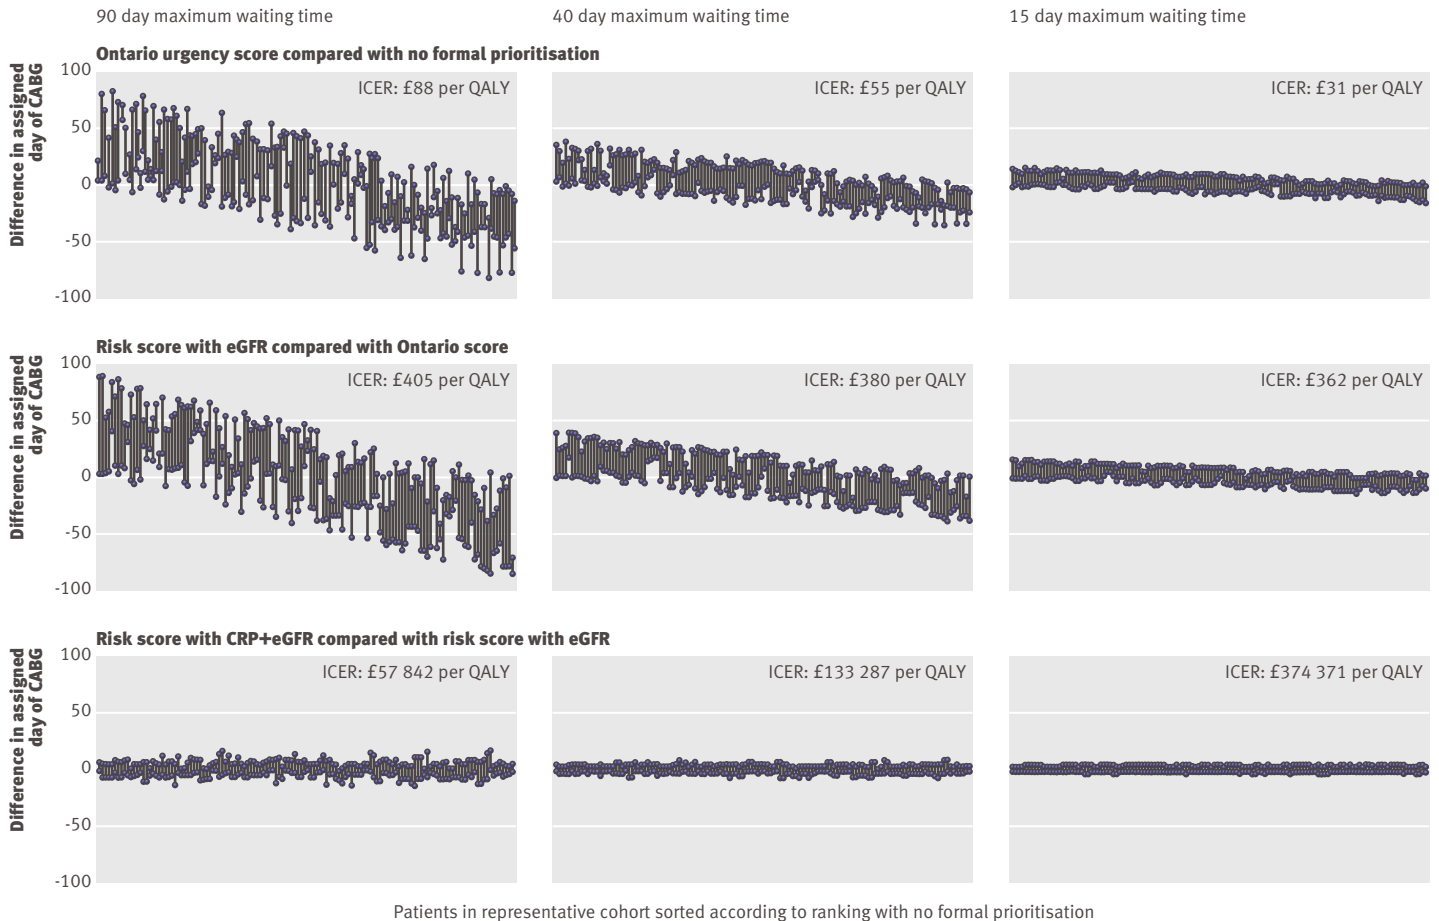 90 day maximum waiting time
40 day maximum waiting time
15 day maximum waiting time
Ontario urgency score compared with no formal prioritisation
Difference in assigned
day of CABG
100
50
0
-50
-100
ICER: £88 per QALY
ICER: £55 per QALY
ICER: £31 per QALY
Risk score with eGFR compared with Ontario score
Difference in assigned
day of CABG
100
50
0
-50
-100
ICER: £405 per QALY
ICER: £380 per QALY
ICER: £362 per QALY
Risk score with CRP+eGFR compared with risk score with eGFR
Difference in assigned
day of CABG
100
50
0
-50
-100
ICER: £57 842 per QALY
ICER: £133 287 per QALY
ICER: £374 371 per QALY
Patients in representative cohort sorted according to ranking with no formal prioritisation